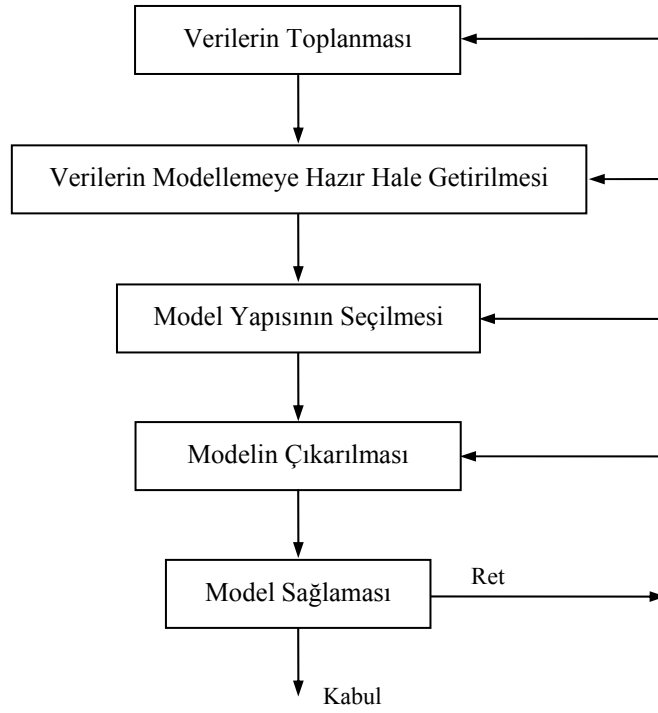 Verilerin Toplanması
Verilerin Modellemeye Hazır Hale Getirilmesi
Model Yapısının Seçilmesi
Modelin Çıkarılması
Model Sağlaması
Ret
Kabul